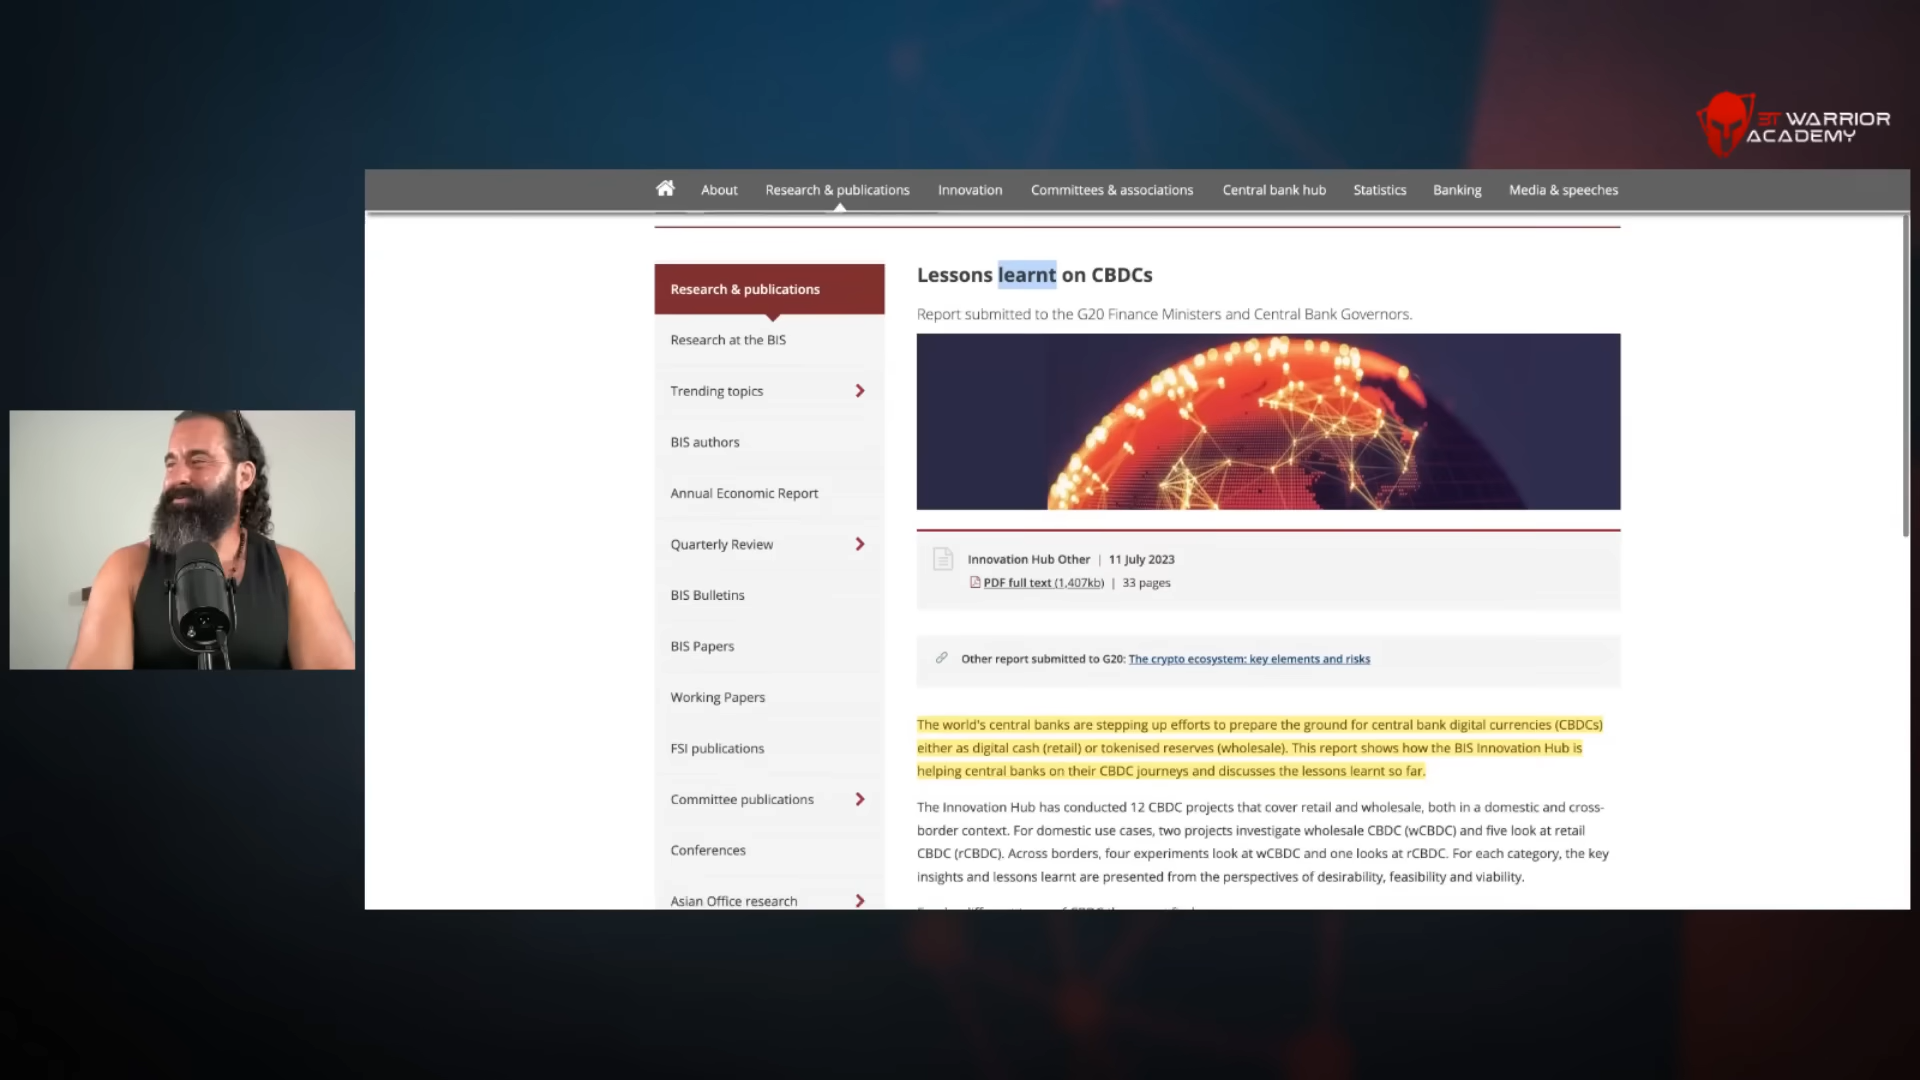 3T WARRIOR
ACADEMY
About Research & publications Innovation Committees & associations Central bank hub Statistics Banking Media & speeches
Research & publications
Research at the BIS
Trending topics
BIS authors
Annual Economic Report
Quarterly Review
BIS Bulletins
BIS Papers
Working Papers
FSI publications
Committee publications
Conferences
Asian Office research
Lessons learnt on CBDCs
Report submitted to the G20 Finance Ministers and Central Bank Governors.
Innovation Hub Other | 11 July 2023
PDF full text (1,407kb) | 33 pages
Other report submitted to G20: The crypto ecosystem: key elements and risks
The world's central banks are stepping up efforts to prepare the ground for central bank digital currencies (CBDCs)
either as digital cash (retail) or tokenised reserves (wholesale). This report shows how the BIS Innovation Hub is
helping central banks on their CBDC journeys and discusses the lessons learnt so far.
The Innovation Hub has conducted 12 CBDC projects that cover retail and wholesale, both in a domestic and cross-
border context. For domestic use cases, two projects investigate wholesale CBDC (wCBDC) and five look at retail
CBDC (rCBDC). Across borders, four experiments look at wCBDC and one looks at rCBDC. For each category, the key
insights and lessons learnt are presented from the perspectives of desirability, feasibility and viability.